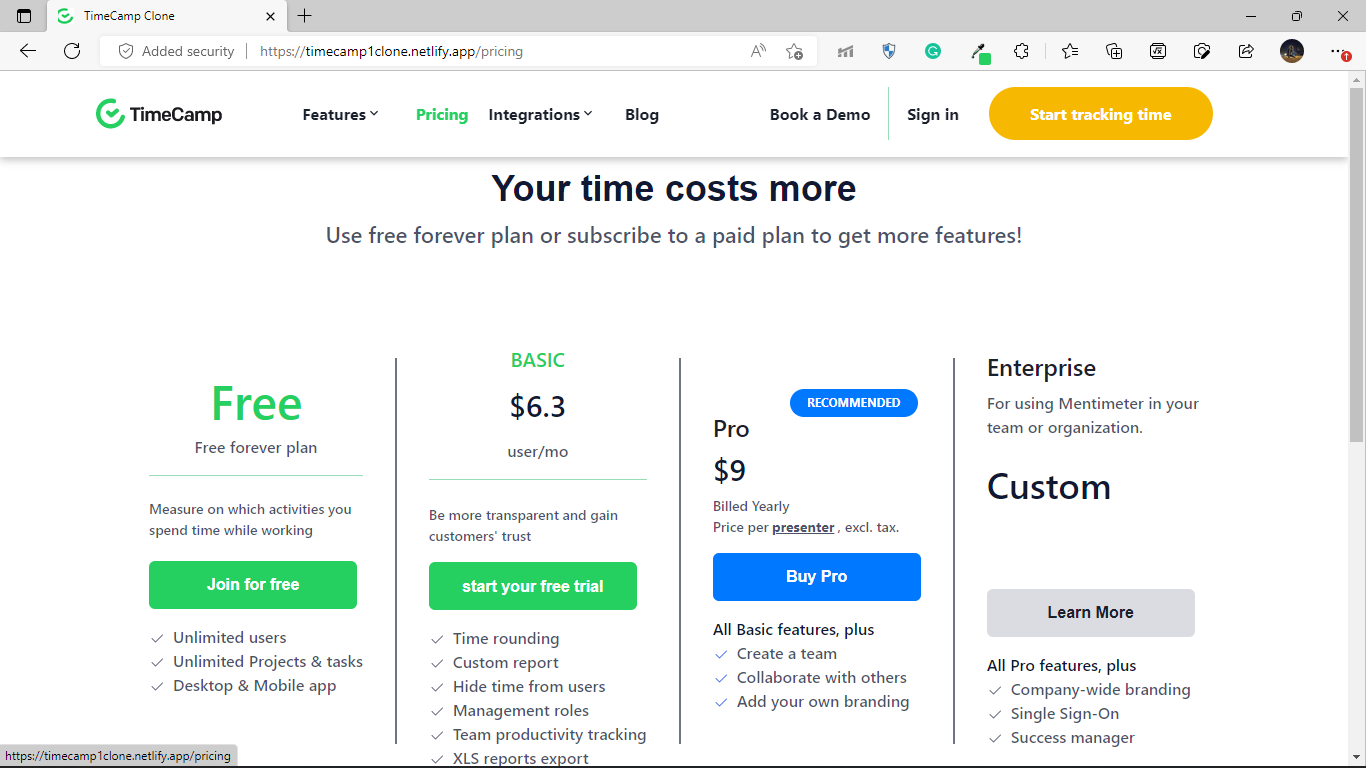 TimeCamp Clone
Added security
https://timecamp1clone.netlify.app/pricing
TimeCamp
Features
Pricing
Integrations
Blog
Book a Demo
Sign in
Start tracking time
Your time costs more
Use free forever plan or subscribe to a paid plan to get more features!
Free
Free forever plan
Measure on which activities you
spend time while working
Join for free
Unlimited users
Unlimited Projects & tasks
Desktop & Mobile app
BASIC
$6.3
user/mo
Be more transparent and gain
customers' trust
start your free trial
Time rounding
Custom report
Hide time from users
Management roles
Team productivity tracking
XLS reports export
RECOMMENDED
Pro
$9
Billed Yearly
Price per presenter , excl. tax.
Buy Pro
All Basic features, plus
Create a team
Collaborate with others
Add your own branding
Enterprise
For using Mentimeter in your
team or organization.
Custom
Learn More
All Pro features, plus
Company-wide branding
Single Sign-On
Success manager
https://timecamp1clone.netlify.app/pricing